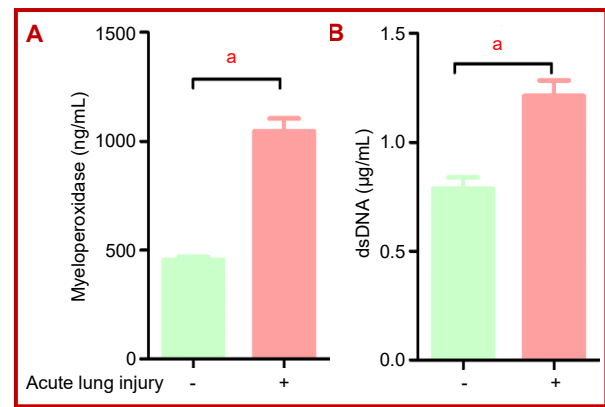 A
a
1500
1000
500
0
Myeloperoxidase (ng/mL)
Acute lung injury - +
B
a
1.5
1.0
0.5
0.0
dsDNA (µg/mL)
- +